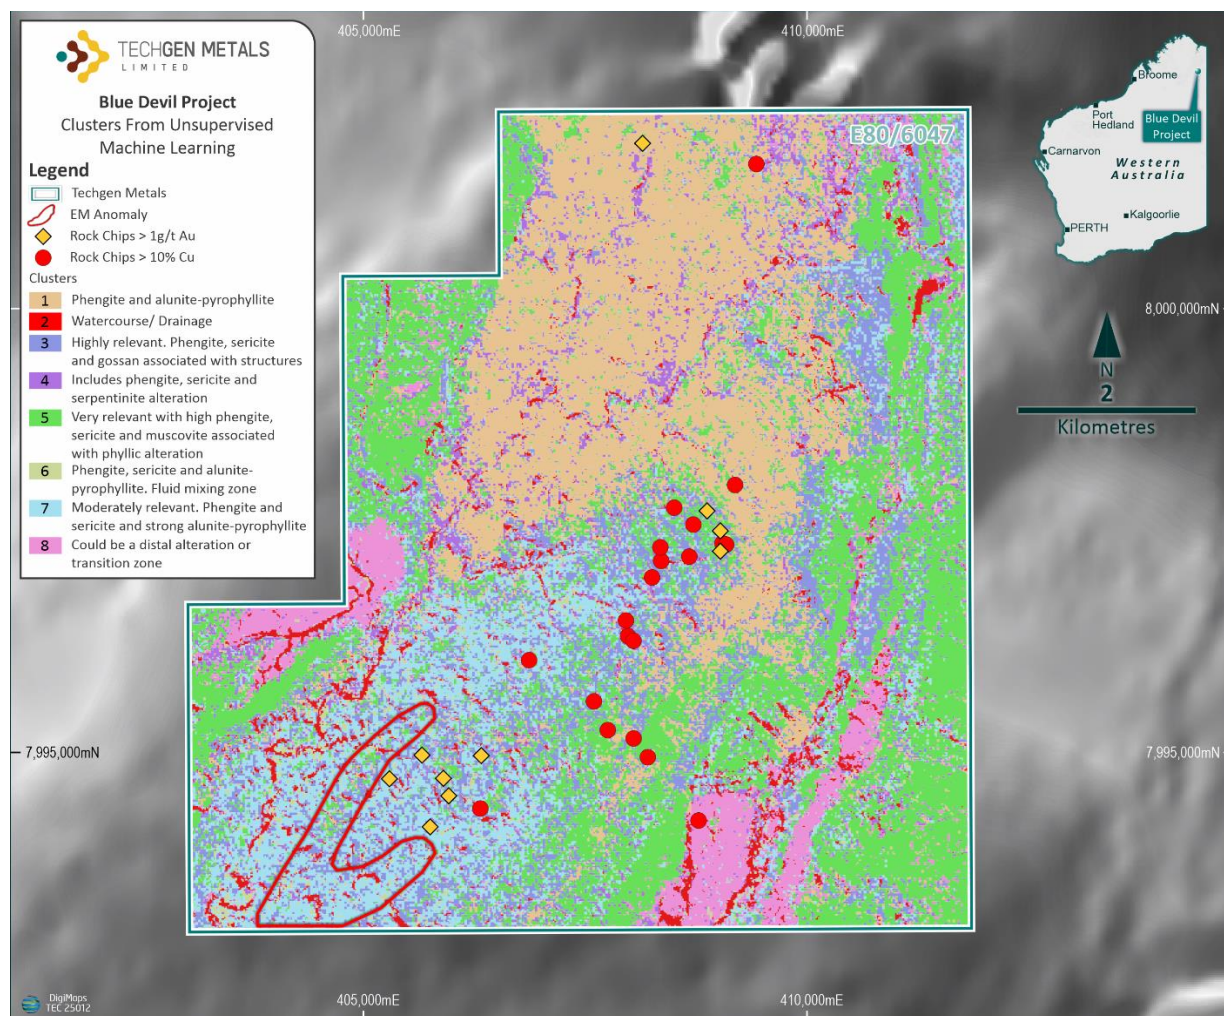 TECHGEN METALS
LIMITED
Blue Devil Project
Clusters From Unsupervised
Machine Learning
Legend
Techgen Metals
EM Anomaly
Rock Chips > 1g/t Au
Rock Chips > 10% Cu
Clusters
1 Phengite and alunite-pyrophyllite
2 Watercourse/ Drainage
3 Highly relevant. Phengite, sericite
and gossan associated with structures
4 Includes phengite, sericite and
serpentinite alteration
5 Very relevant with high phengite,
sericite and muscovite associated
with phyllic alteration
6 Phengite, sericite and alunite-
pyrophyllite. Fluid mixing zone
7 Moderately relevant. Phengite and
sericite and strong alunite-pyrophyllite
8 Could be a distal alteration or
transition zone
405,000mE
410,000mE
E80/6047
Broome
Port
Hedland
Blue Devil
Project
Carnarvon
Western
Australia
Kalgoorlie
PERTH
8,000,000mN
N
2
Kilometres
7,995,000mN
7,995,000mN
405,000mE
410,000mE
DigiMaps
TEC 25012